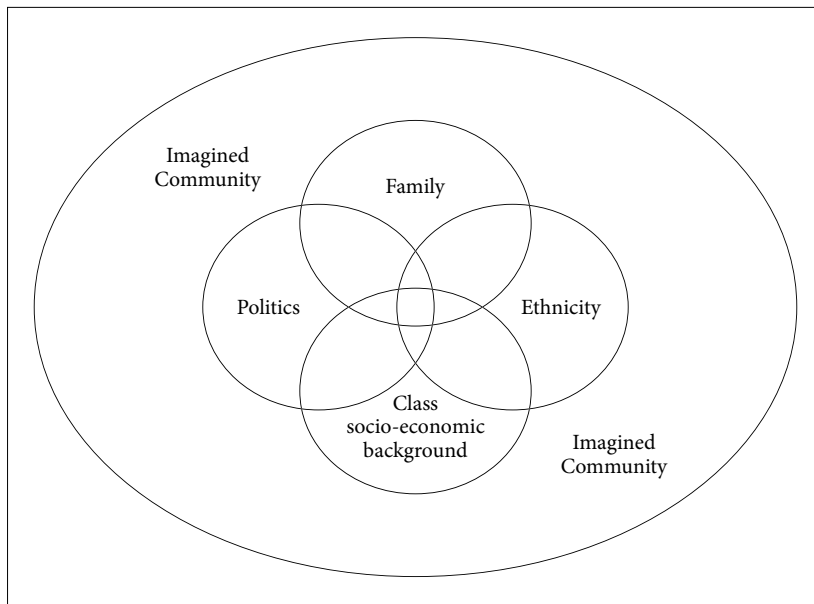 Imagined
Community
Family
Politics
Ethnicity
Class
socio-economic
background
Imagined
Community